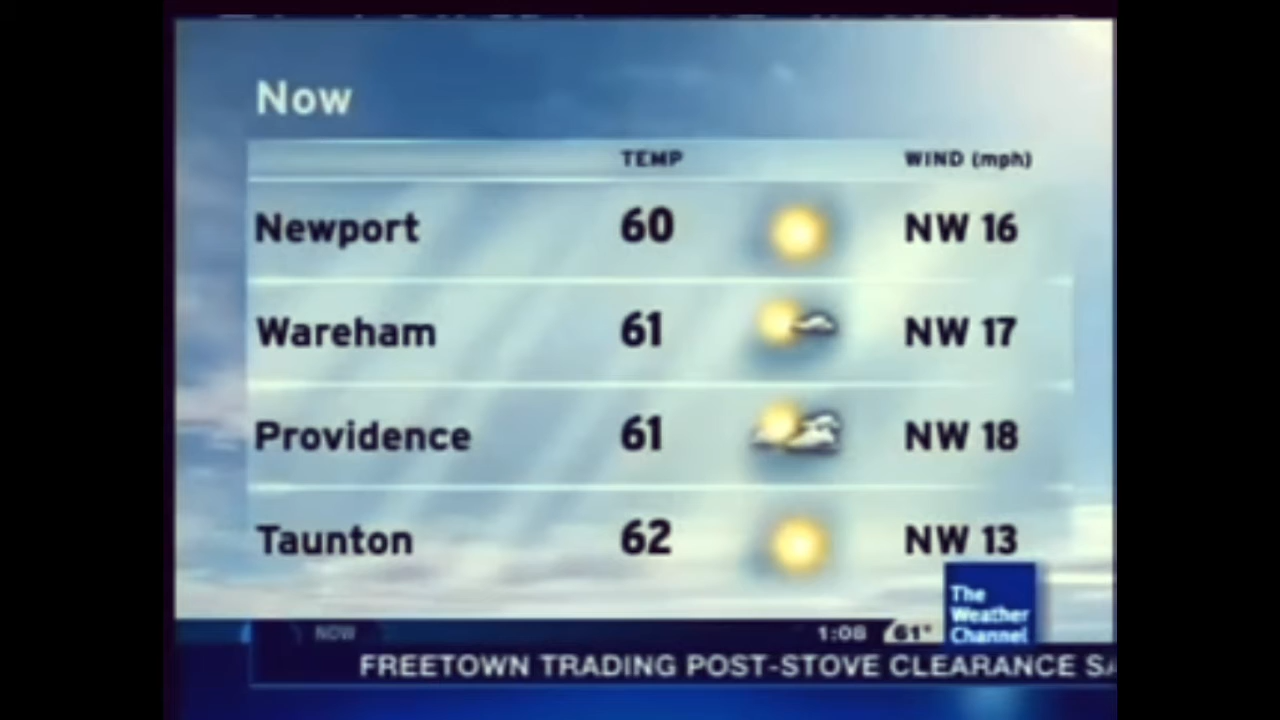 Now
TEMP WIND (mph)
Newport 60 NW 16
Wareham 61 NW 17
Providence 61 NW 18
Taunton 62 NW 13
The
Weather
Channel
NOW 1:08 61°
FREETOWN TRADING POST-STOVE CLEARANCE SA